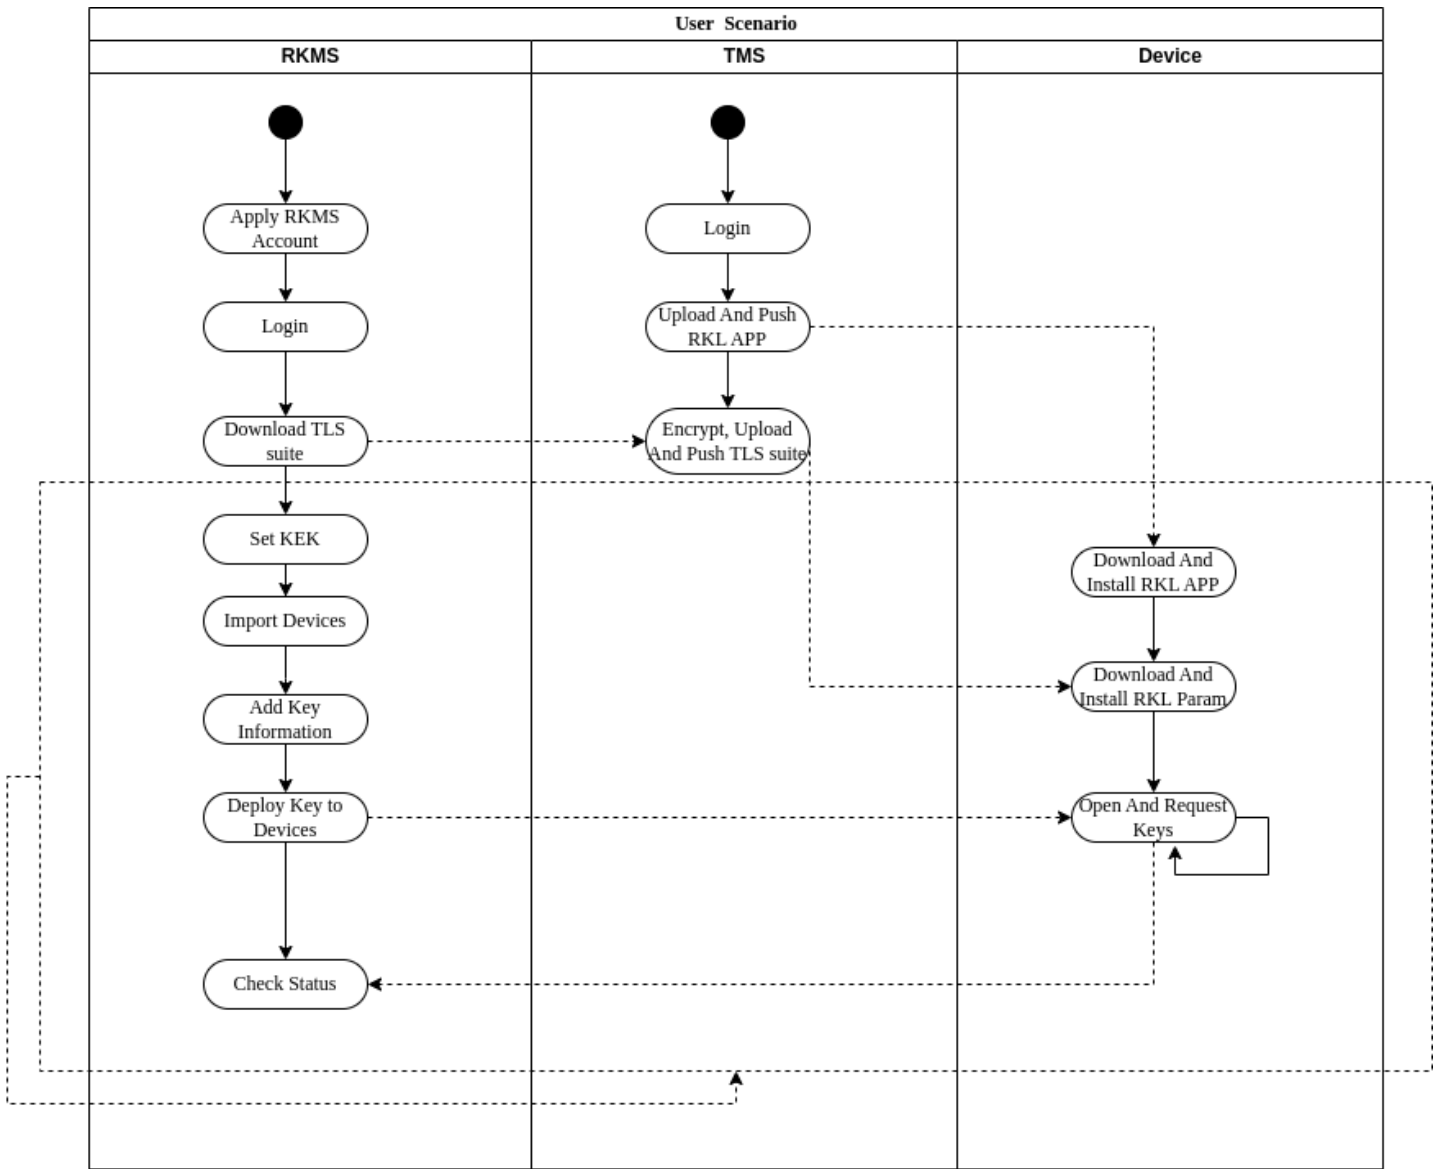 User Scenario
RKMS
TMS
Device
Apply RKMS
Account
Login
Download TLS
suite
Set KEK
Import Devices
Add Key
Information
Deploy Key to
Devices
Check Status
Login
Upload And Push
RKL APP
Encrypt, Upload
And Push TLS suite
Download And
Install RKL APP
Download And
Install RKL Param
Open And Request
Keys